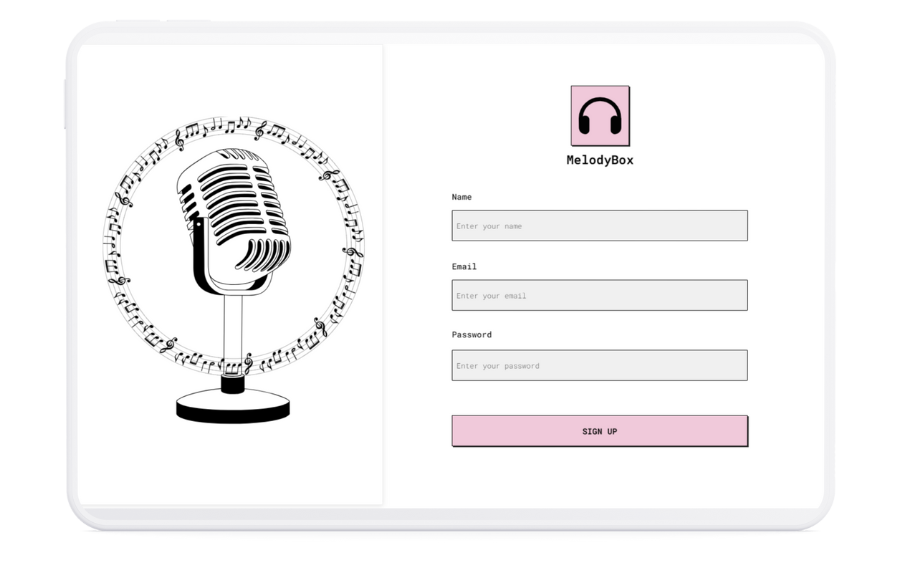 MelodyBox
Name
Enter your name
Email
Enter your email
Password
Enter your password
SIGN UP